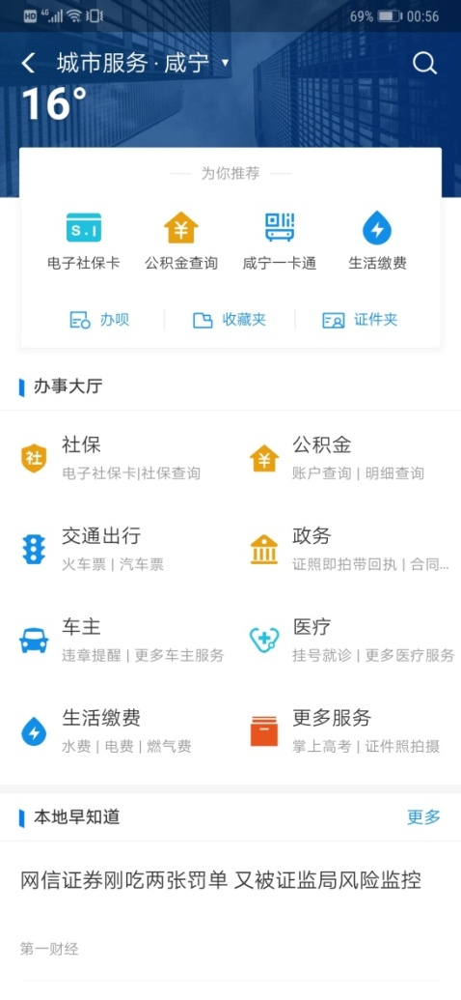 HD 4G 69% 00:56
城市服务·咸宁
16°
为你推荐
S.I
电子社保卡 公积金查询 咸宁一卡通 生活缴费
办呗 收藏夹 证件夹
办事大厅
社
社保 公积金
电子社保卡|社保查询 账户查询 | 明细查询
交通出行 政务
火车票 | 汽车票 证照即拍带回执 | 合同...
车主 医疗
违章提醒 | 更多车主服务 挂号就诊 | 更多医疗服务
生活缴费 更多服务
水费 | 电费 | 燃气费 掌上高考 | 证件照拍摄
本地早知道 更多
网信证券刚吃两张罚单 又被证监局风险监控
第一财经